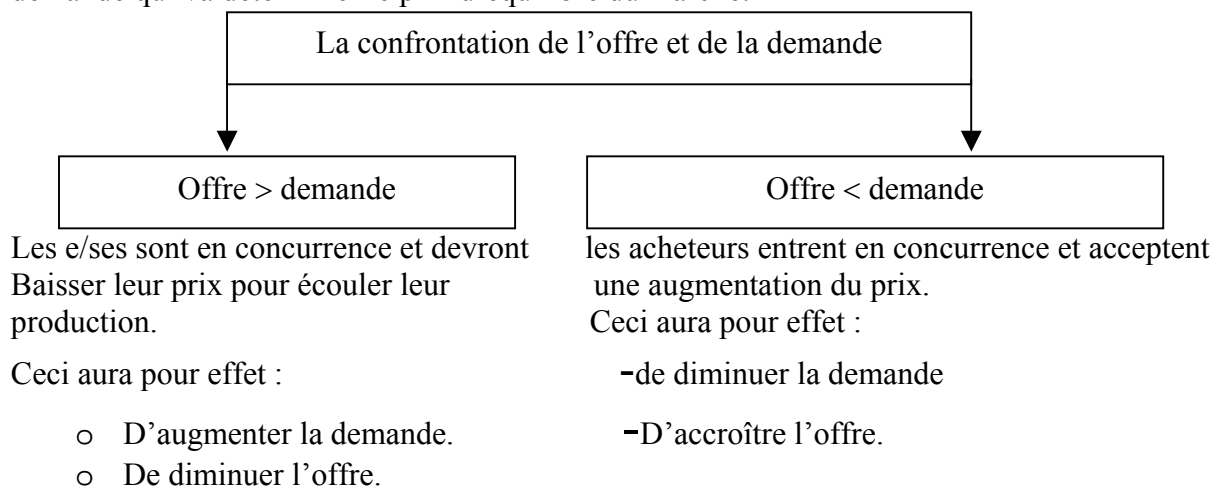 La confrontation de l’offre et de la demande
Offre > demande
Offre < demande
Les e/ses sont en concurrence et devront
Baisser leur prix pour écouler leur
production.
Ceci aura pour effet :
o D’augmenter la demande.
o De diminuer l’offre.
les acheteurs entrent en concurrence et acceptent
une augmentation du prix.
Ceci aura pour effet :
-de diminuer la demande
-D’accroître l’offre.